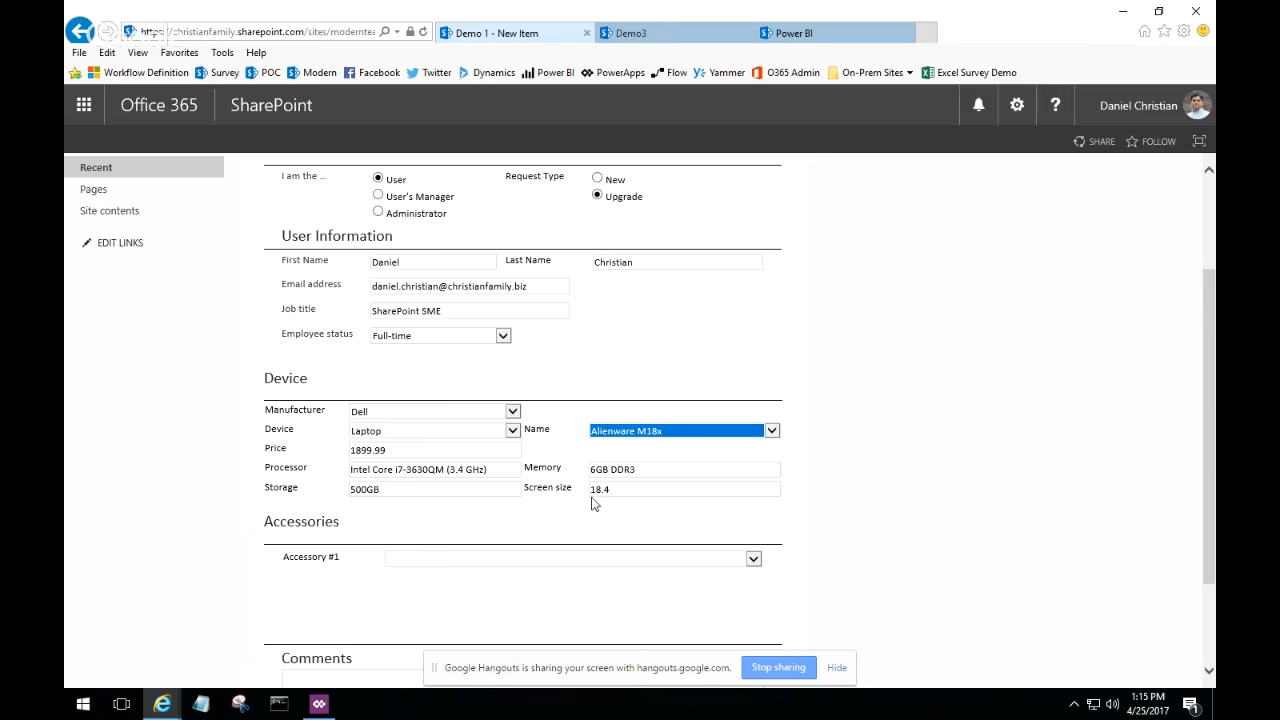 https://christianfamily.sharepoint.com/sites/moderntea
Demo 1 - New Item
Demo3
Power BI
File Edit View Favorites Tools Help
Workflow Definition Survey POC Modern Facebook Twitter Dynamics Power BI PowerApps Flow Yammer O365 Admin On-Prem Sites Excel Survey Demo
Office 365 SharePoint Daniel Christian
SHARE FOLLOW
Recent
Pages
Site contents
EDIT LINKS
I am the ... User Request Type New
User's Manager Upgrade
Administrator
User Information
First Name Daniel Last Name Christian
Email address daniel.christian@christianfamily.biz
Job title SharePoint SME
Employee status Full-time
Device
Manufacturer Dell
Device Laptop Name Alienware M18x
Price 1899.99
Processor Intel Core i7-3630QM (3.4 GHz) Memory 6GB DDR3
Storage 500GB Screen size 18.4
Accessories
Accessory #1
Comments
Google Hangouts is sharing your screen with hangouts.google.com. Stop sharing Hide
1:15 PM
4/25/2017
1